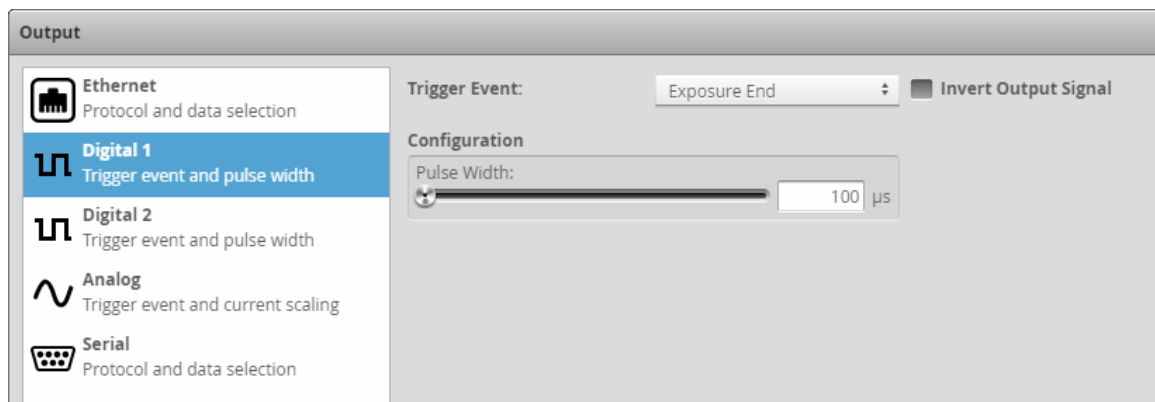 Output
Ethernet
Protocol and data selection
Digital 1
Trigger event and pulse width
Digital 2
Trigger event and pulse width
Analog
Trigger event and current scaling
Serial
Protocol and data selection
Trigger Event: Exposure End Invert Output Signal
Configuration
Pulse Width:
100 µs